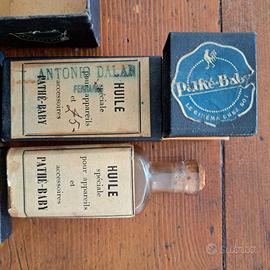 ANTONIO DALAN
HUILE
spéciale
pour appareils
et
accessoires
PATHÉ-BABY
Pathé-Baby
LE CINÉMA CHEZ SOI
HUILE
spéciale
pour appareils
et
accessoires
PATHÉ-BABY
subito